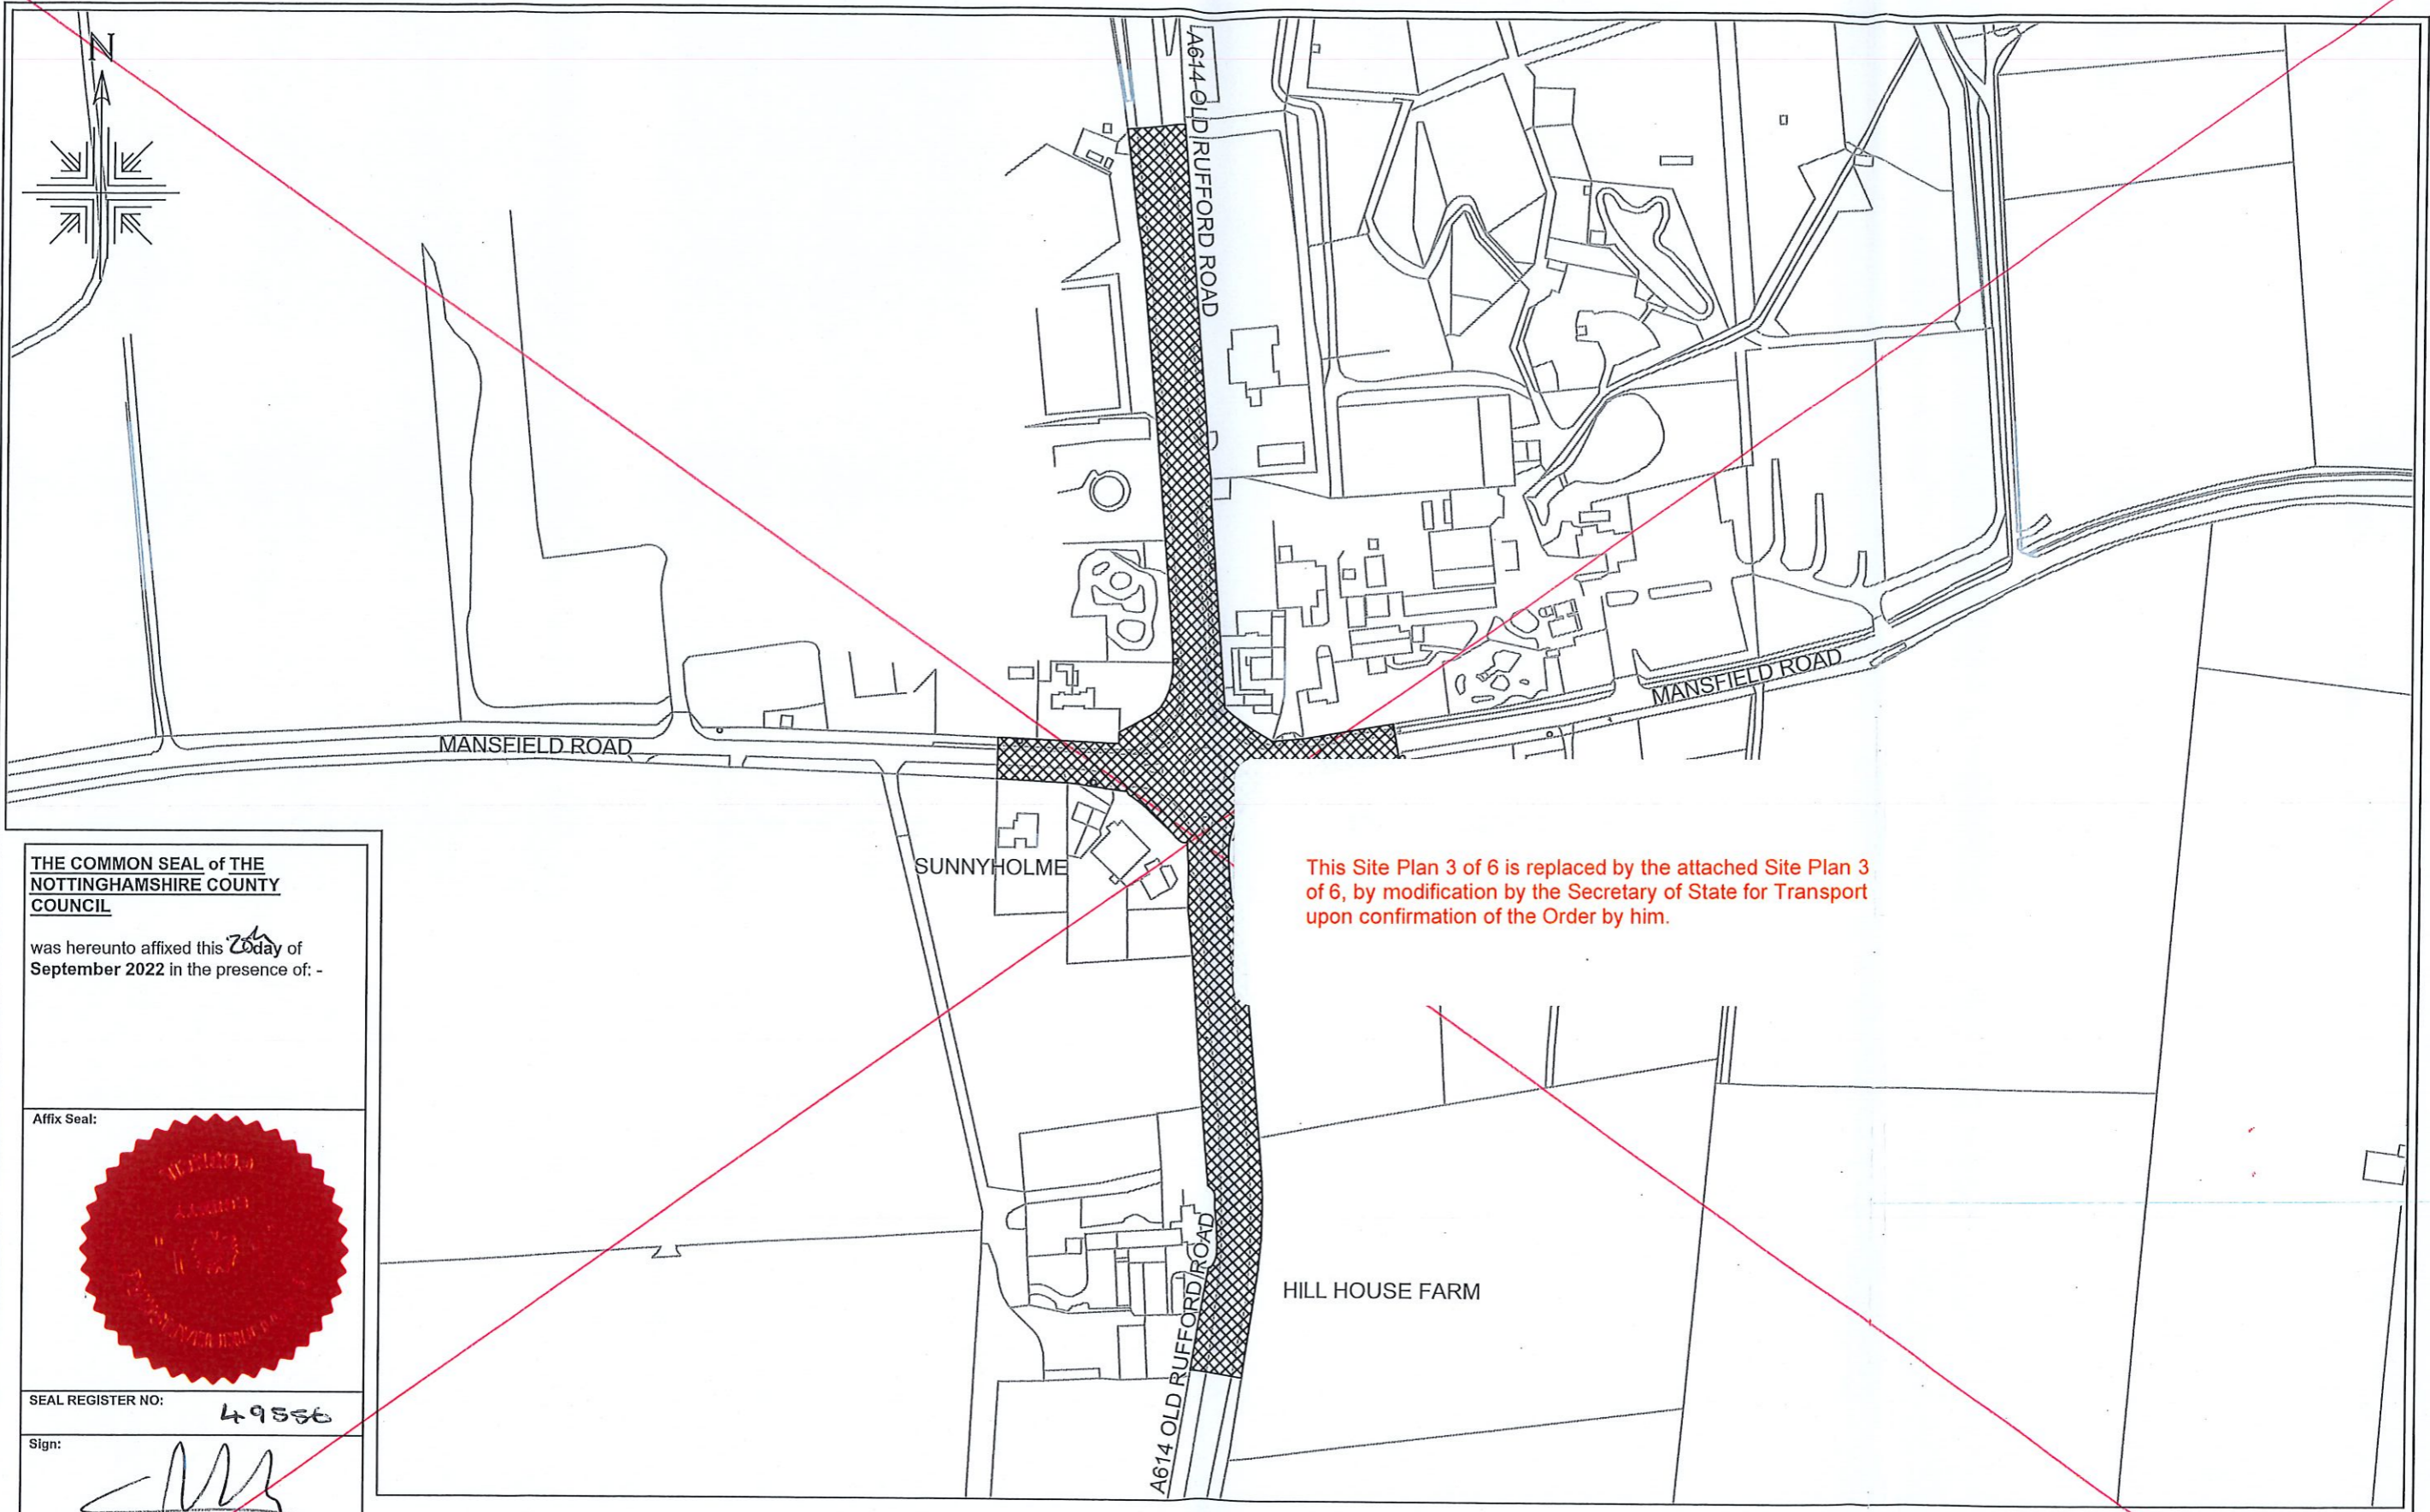 N
A614 OLD RUFFORD ROAD
MANSFIELD ROAD
MANSFIELD ROAD
SUNNYHOLME
This Site Plan 3 of 6 is replaced by the attached Site Plan 3
of 6, by modification by the Secretary of State for Transport
upon confirmation of the Order by him.
HILL HOUSE FARM
A614 OLD RUFFORD ROAD
THE COMMON SEAL of THE
NOTTINGHAMSHIRE COUNTY
COUNCIL
was hereunto affixed this 20th day of
September 2022 in the presence of: -
Affix Seal:
SEAL REGISTER NO: 49556
Sign: